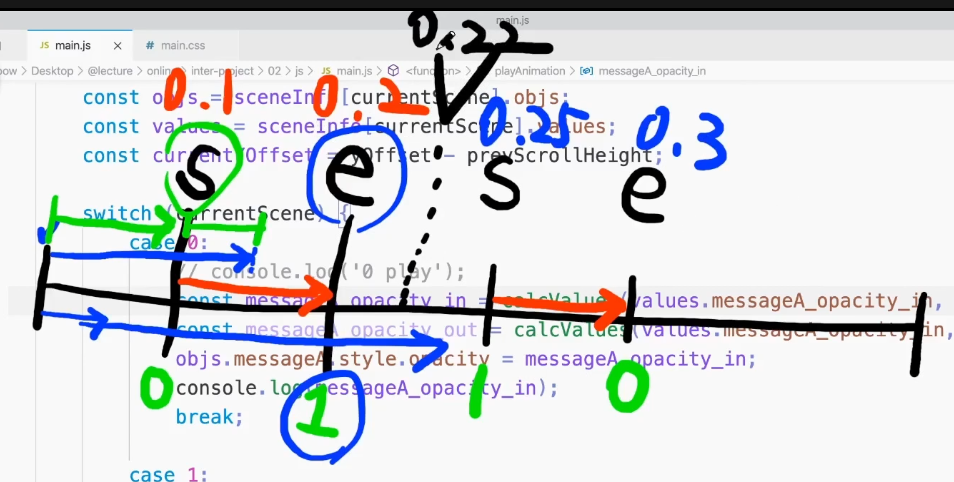 main.js
JS main.js × # main.css
ow > Desktop > @lecture > onlin inter-project > 02 > js > JS main.js > <function> > playAnimation > messageA_opacity_in
0.22
0.1 0.2 0.25 0.3
s e s e
const objs = sceneInf [currentScene].objs;
const values = sceneInfo[currentScene].values;
const currentYOffset = yOffset - prevScrollHeight;
switch (currentScene) {
case 0:
// console.log('0 play');
const messageA_opacity_in = calcValues(values.messageA_opacity_in,
const messageA_opacity_out = calcValues(values.messageA_opacity_in,
objs.messageA.style.opacity = messageA_opacity_in;
console.log(messageA_opacity_in);
break;
0 1 1 0
case 1: